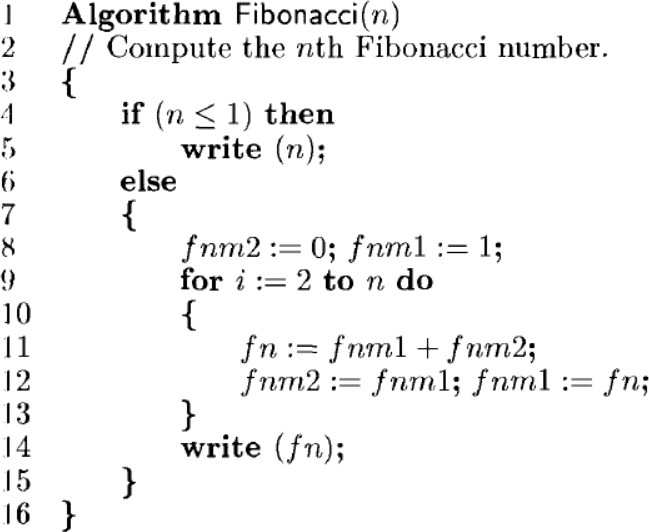 1 Algorithm Fibonacci(n)
2 // Compute the nth Fibonacci number.
3 {
4 if (n ≤ 1) then
5 write (n);
6 else
7 {
8 fnm2 := 0; fnm1 := 1;
9 for i := 2 to n do
10 {
11 fn := fnm1 + fnm2;
12 fnm2 := fnm1; fnm1 := fn;
13 }
14 write (fn);
15 }
16 }